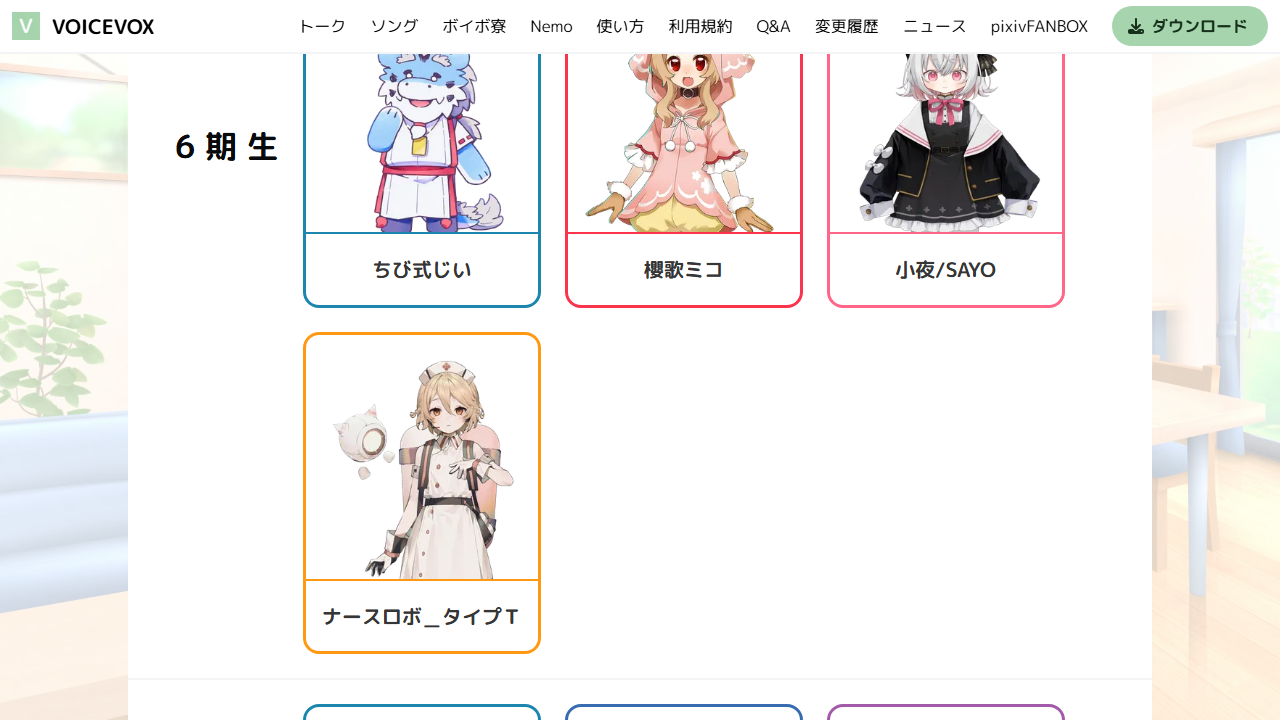 V VOICEVOX トーク ソング ボイボ寮 Nemo 使い方 利用規約 Q&A 変更履歴 ニュース pixivFANBOX ダウンロード
6期生
ちび式じい
櫻歌ミコ
小夜/SAYO
ナースロボ＿タイプＴ